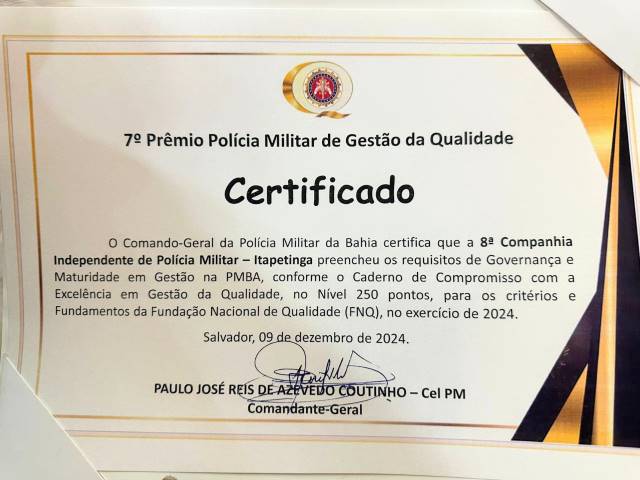 7º Prêmio Polícia Militar de Gestão da Qualidade
Certificado
O Comando-Geral da Polícia Militar da Bahia certifica que a 8ª Companhia
Independente de Polícia Militar – Itapetinga preencheu os requisitos de Governança e
Maturidade em Gestão na PMBA, conforme o Caderno de Compromisso com a
Excelência em Gestão da Qualidade, no Nível 250 pontos, para os critérios e
Fundamentos da Fundação Nacional de Qualidade (FNQ), no exercício de 2024.
Salvador, 09 de dezembro de 2024.
PAULO JOSÉ REIS DE AZEVEDO COUTINHO – Cel PM
Comandante-Geral